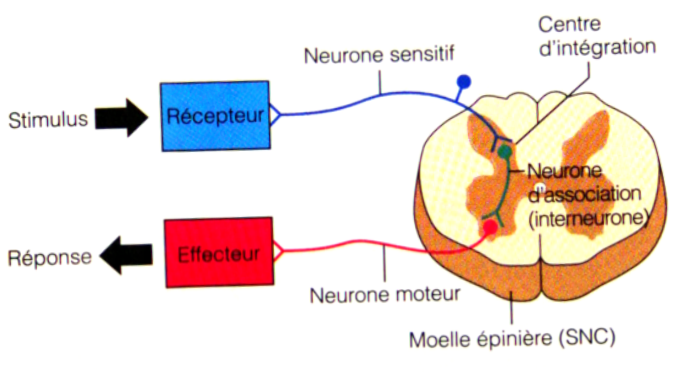 Centre
d'intégration
Neurone sensitif
Stimulus
Récepteur
Neurone
d'association
(interneurone)
Réponse
Effecteur
Neurone moteur
Moelle épinière (SNC)